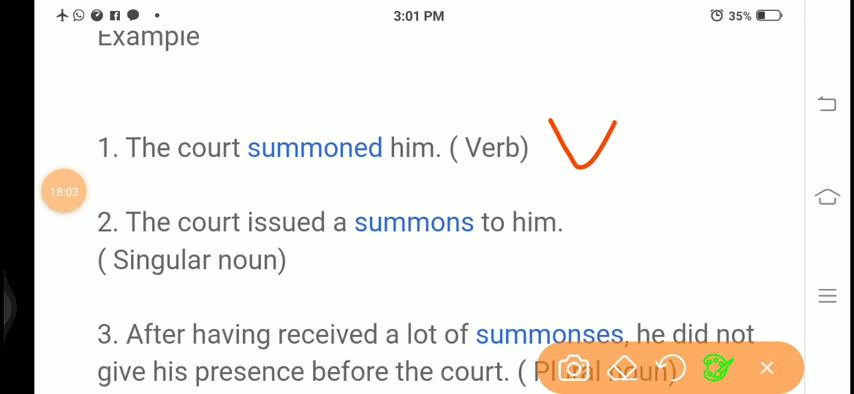 3:01 PM
35%
Example
1. The court summoned him. ( Verb)
18:03
2. The court issued a summons to him.
( Singular noun)
3. After having received a lot of summonses, he did not
give his presence before the court. ( Plural noun)